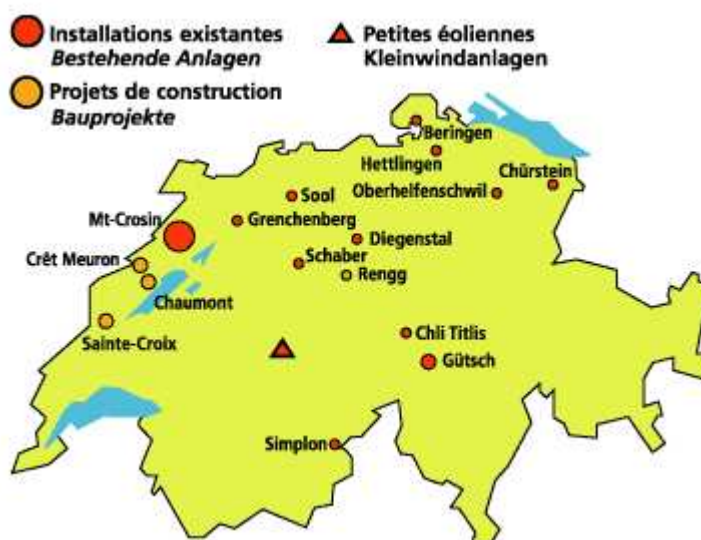 Installations existantes
Bestehende Anlagen
Petites éoliennes
Kleinwindanlagen
Projets de construction
Bauprojekte
Beringen
Hettlingen
Chürstein
Oberhelfenschwil
Sool
Mt-Crosin
Grenchenberg
Diegenstal
Crêt Meuron
Schaber
Rengg
Chaumont
Chli Titlis
Sainte-Croix
Gütsch
Simplon